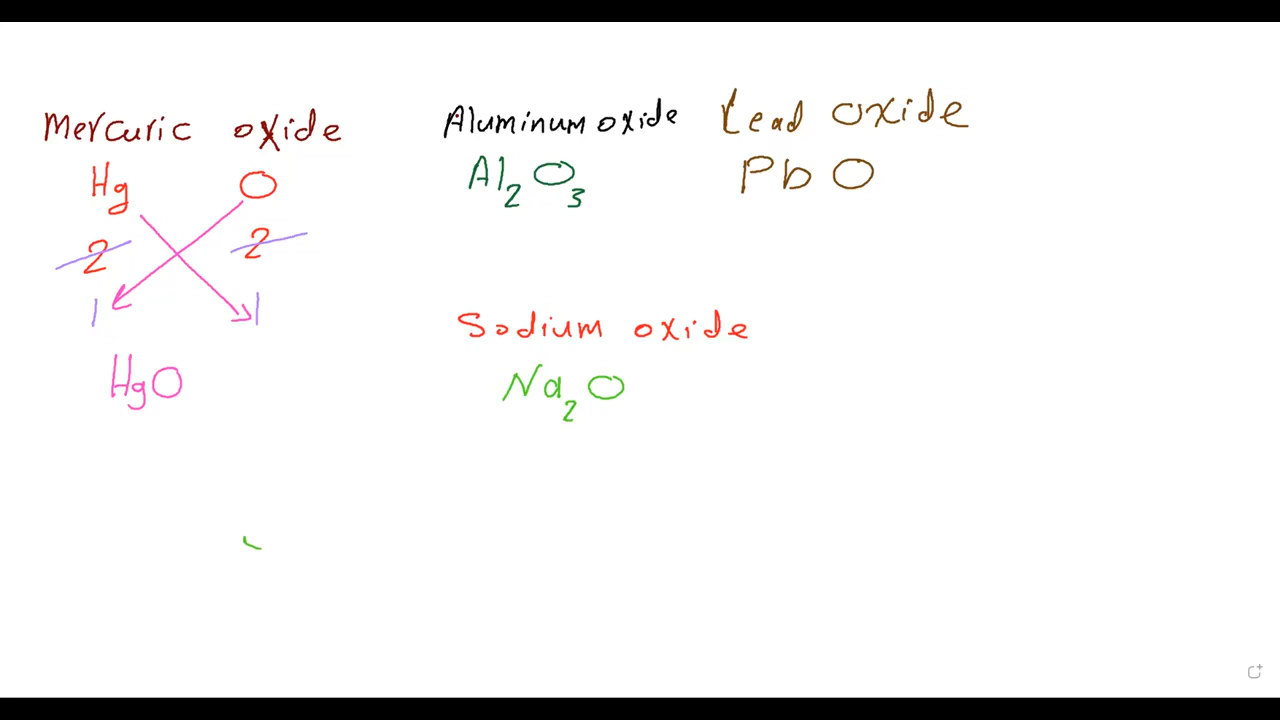 Mercuric oxide
Hg O
2 2
1 1
HgO
Aluminum oxide
Al2O3
Lead oxide
PbO
Sodium oxide
Na2O